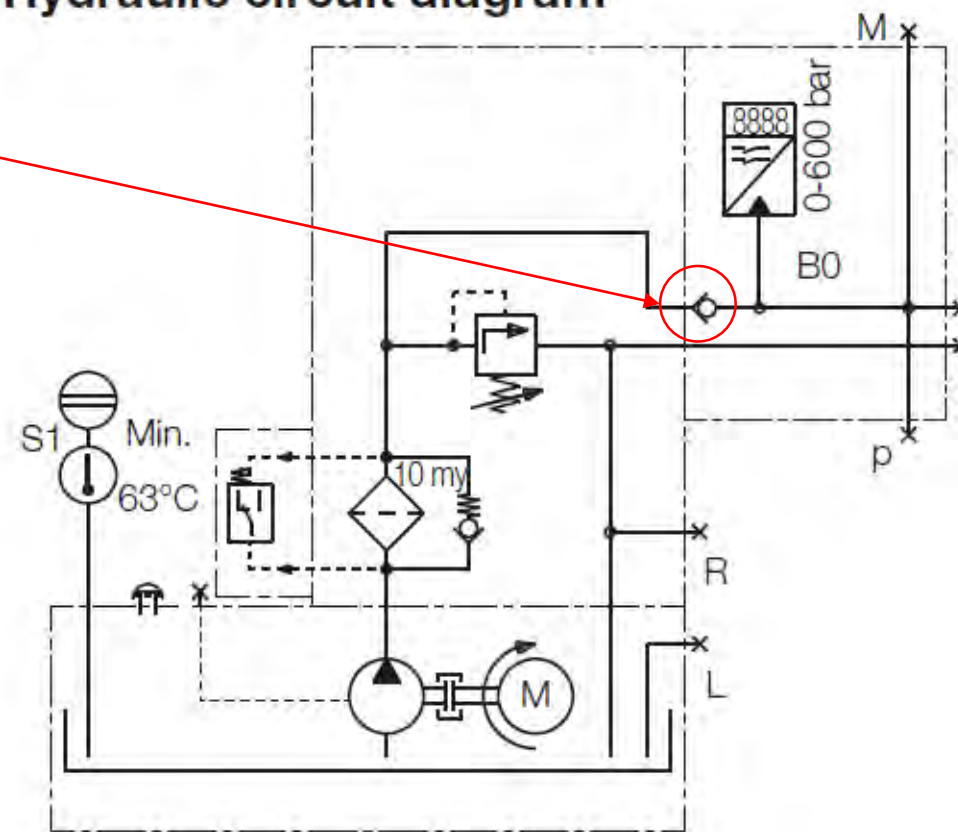 Hydraulic circuit diagram
M
8888
0-600 bar
B0
S1
Min.
63°C
10 my
p
R
L
M